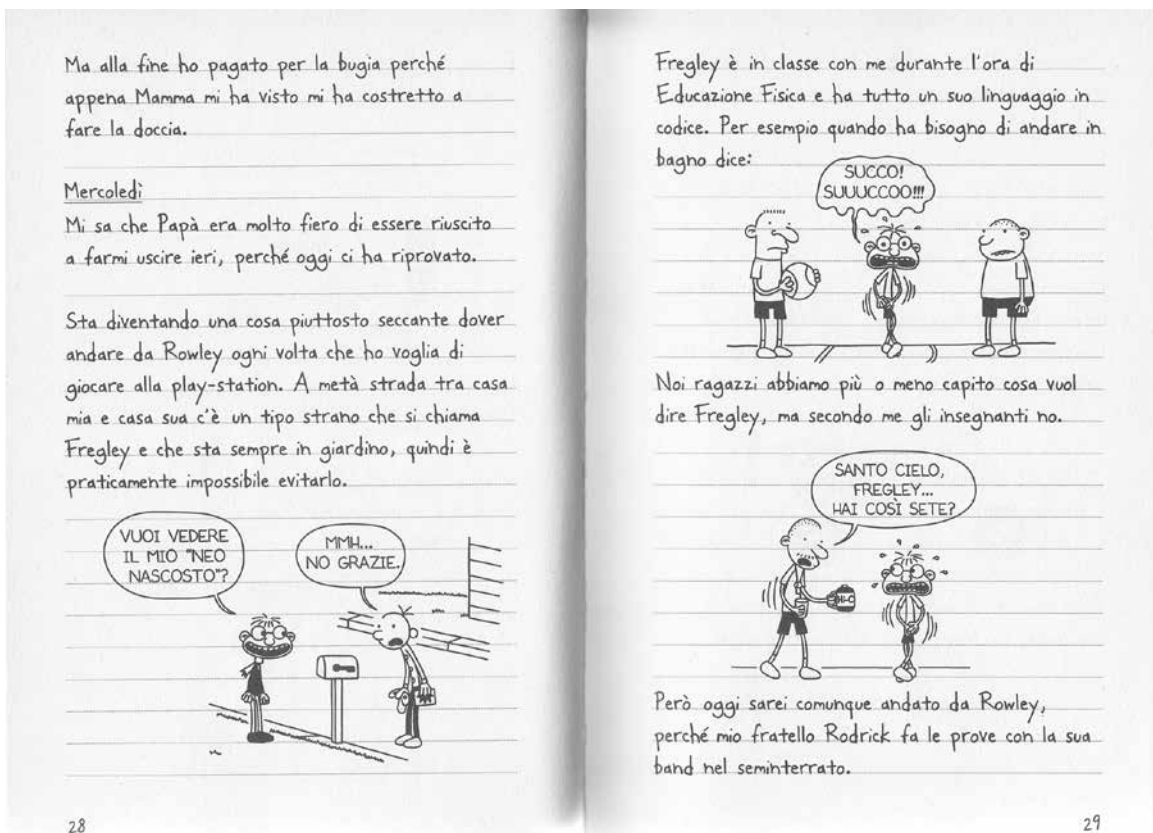 Ma alla fine ho pagato per la bugia perché
appena Mamma mi ha visto mi ha costretto a
fare la doccia.
Mercoledì
Mi sa che Papà era molto fiero di essere riuscito
a farmi uscire ieri, perché oggi ci ha riprovato.
Sta diventando una cosa piuttosto seccante dover
andare da Rowley ogni volta che ho voglia di
giocare alla play-station. A metà strada tra casa
mia e casa sua c'è un tipo strano che si chiama
Fregley e che sta sempre in giardino, quindi è
praticamente impossibile evitarlo.
VUOI VEDERE
IL MIO "NEO
NASCOSTO"?
MMH...
NO GRAZIE.
28
Fregley è in classe con me durante l'ora di
Educazione Fisica e ha tutto un suo linguaggio in
codice. Per esempio quando ha bisogno di andare in
bagno dice:
SUCCO!
SUUUCCOO!!!
Noi ragazzi abbiamo più o meno capito cosa vuol
dire Fregley, ma secondo me gli insegnanti no.
SANTO CIELO,
FREGLEY...
HAI COSÌ SETE?
HI-C
Però oggi sarei comunque andato da Rowley,
perché mio fratello Rodrick fa le prove con la sua
band nel seminterrato.
29